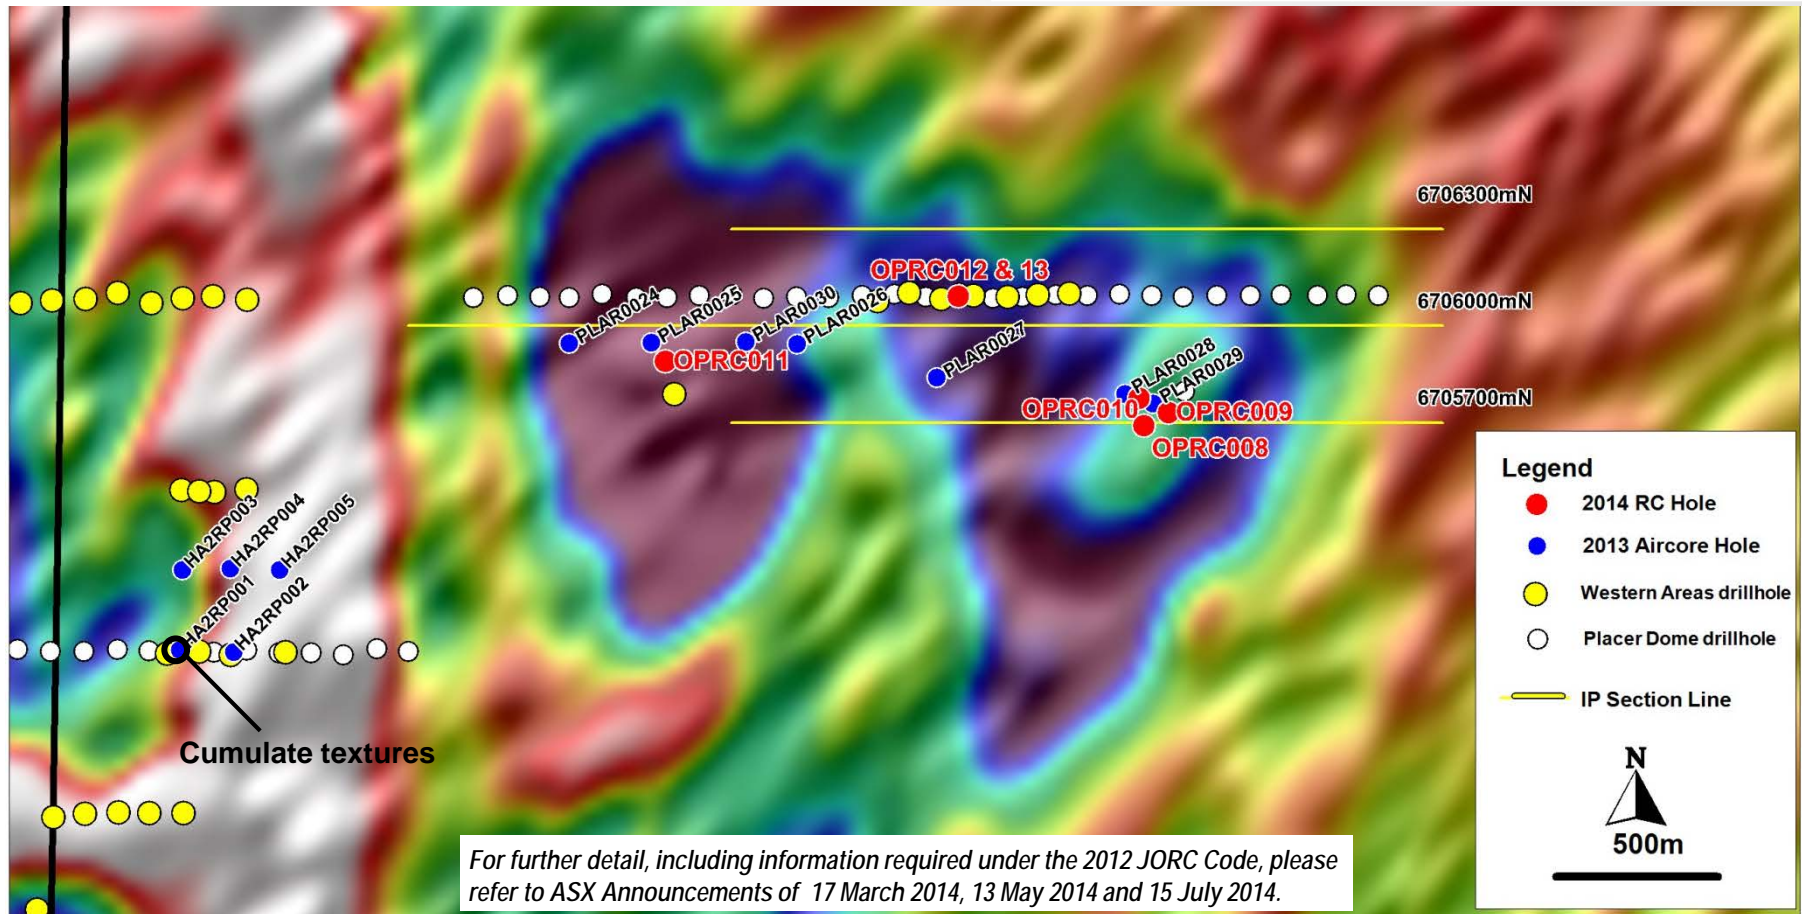 6706300mN
OPRC012 & 13
6706000mN
PLAR0024
PLAR0025
PLAR0030
PLAR0026
OPRC011
PLAR0027
PLAR0028
PLAR0029
6705700mN
OPRC010
OPRC009
OPRC008
HA2RP003
HA2RP004
HA2RP005
HA2RP001
HA2RP002
Cumulate textures
Legend
2014 RC Hole
2013 Aircore Hole
Western Areas drillhole
Placer Dome drillhole
IP Section Line
N
500m
For further detail, including information required under the 2012 JORC Code, please
refer to ASX Announcements of 17 March 2014, 13 May 2014 and 15 July 2014.